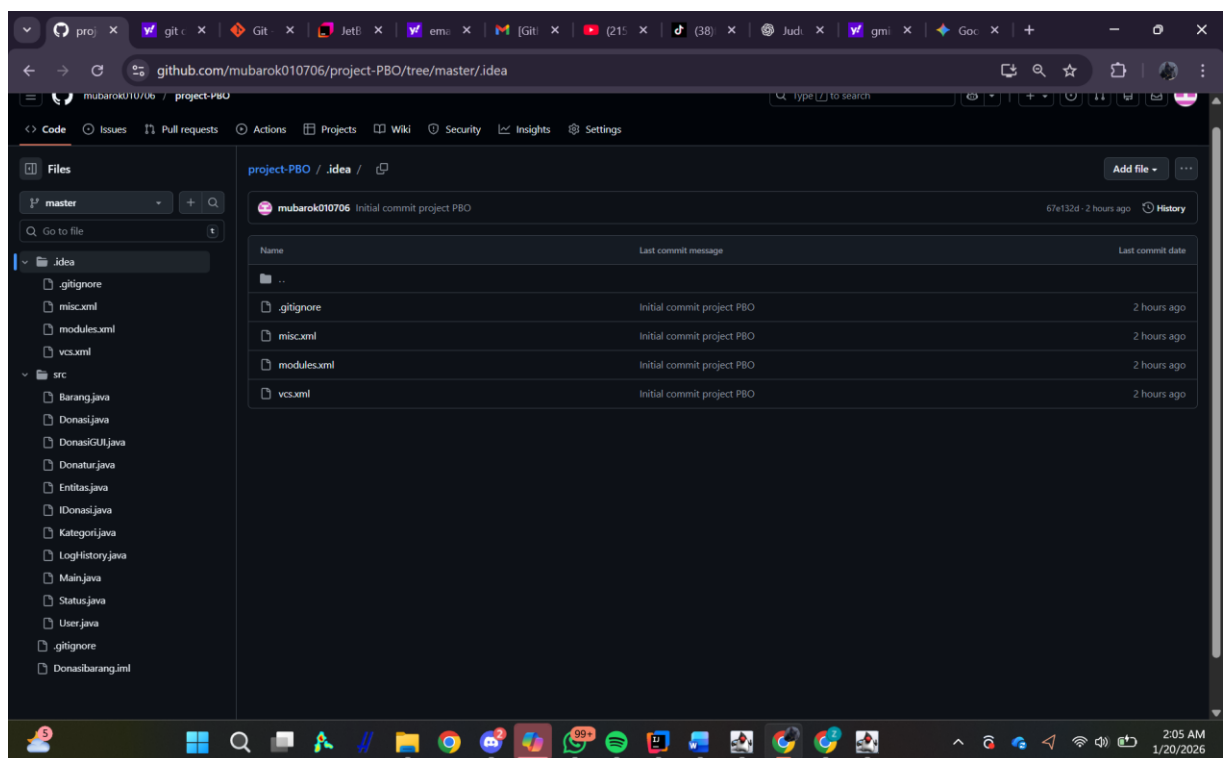 proj
git c
Git -
JetB
ema
[Gitl
(215
(38)
Judu
gmi
Goo
github.com/mubarok010706/project-PBO/tree/master/.idea
mubarok010706 / project-PBO
Type / to search
Code
Issues
Pull requests
Actions
Projects
Wiki
Security
Insights
Settings
Files
project-PBO / .idea /
Add file
master
mubarok010706 Initial commit project PBO
67e132d · 2 hours ago
History
Go to file
t
Name
Last commit message
Last commit date
.idea
..
.gitignore
.gitignore
Initial commit project PBO
2 hours ago
misc.xml
misc.xml
Initial commit project PBO
2 hours ago
modules.xml
modules.xml
Initial commit project PBO
2 hours ago
vcs.xml
vcs.xml
Initial commit project PBO
2 hours ago
src
Barang.java
Donasi.java
DonasiGUI.java
Donatur.java
Entitas.java
IDonasi.java
Kategori.java
LogHistory.java
Main.java
Status.java
User.java
.gitignore
Donasibarang.iml
5
2
99+
2:05 AM
1/20/2026